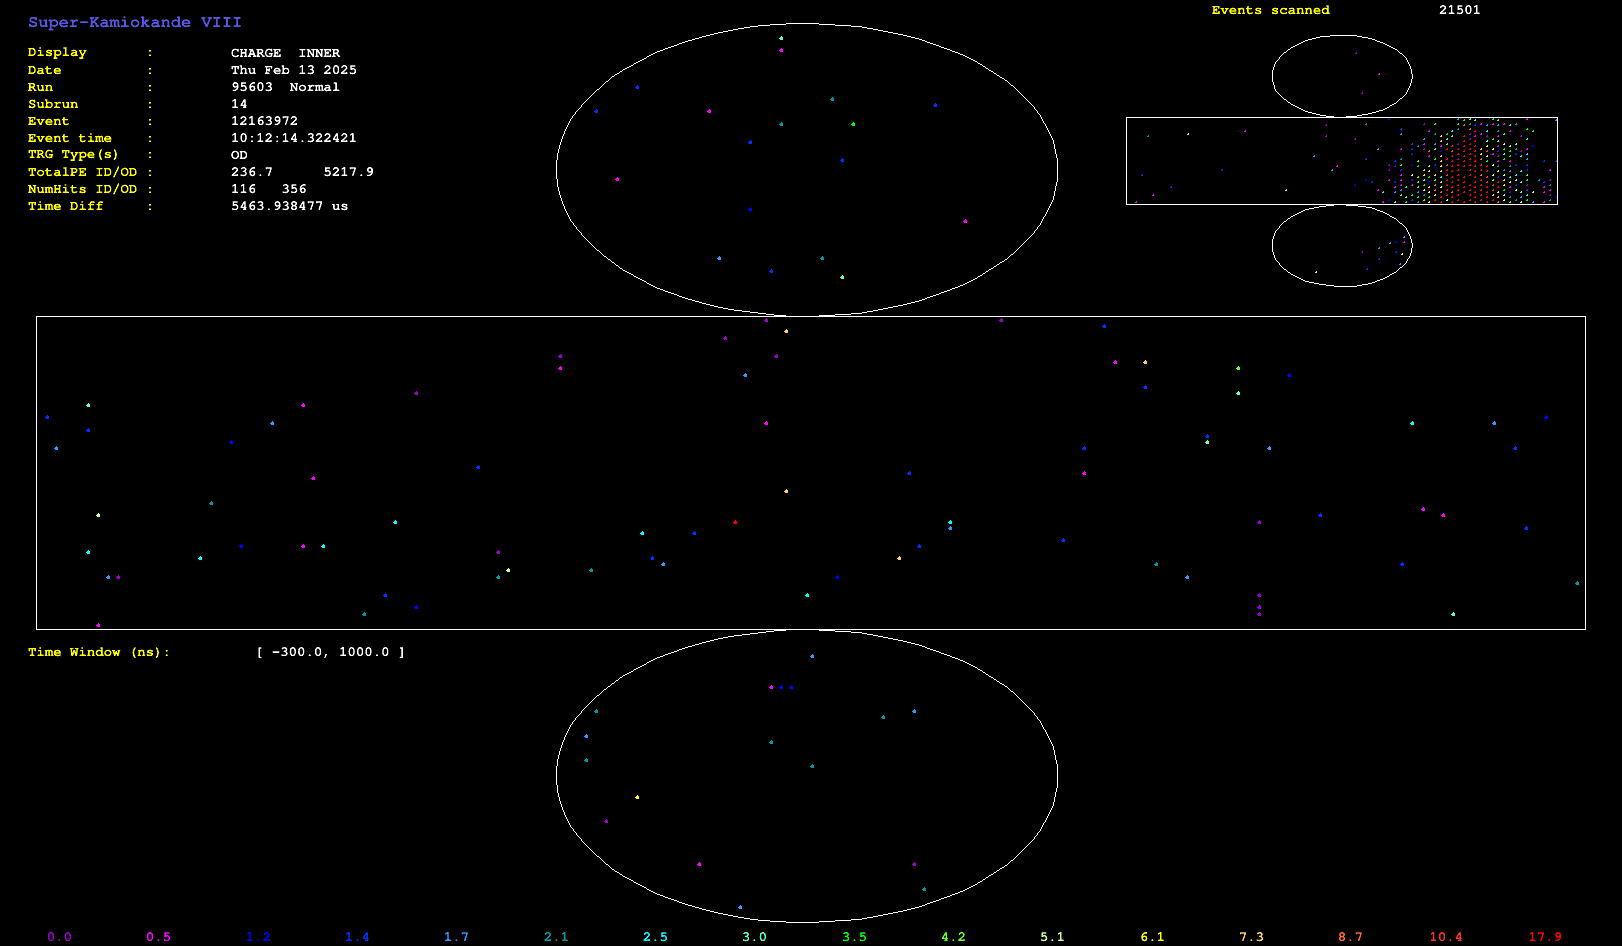 Super-Kamiokande VIII
Events scanned 21501
Display : CHARGE INNER
Date : Thu Feb 13 2025
Run : 95603 Normal
Subrun : 14
Event : 12163972
Event time : 10:12:14.322421
TRG Type(s) : OD
TotalPE ID/OD : 236.7 5217.9
NumHits ID/OD : 116 356
Time Diff : 5463.938477 us
Time Window (ns): [ -300.0, 1000.0 ]
0.0 0.5 1.2 1.4 1.7 2.1 2.5 3.0 3.5 4.2 5.1 6.1 7.3 8.7 10.4 17.9